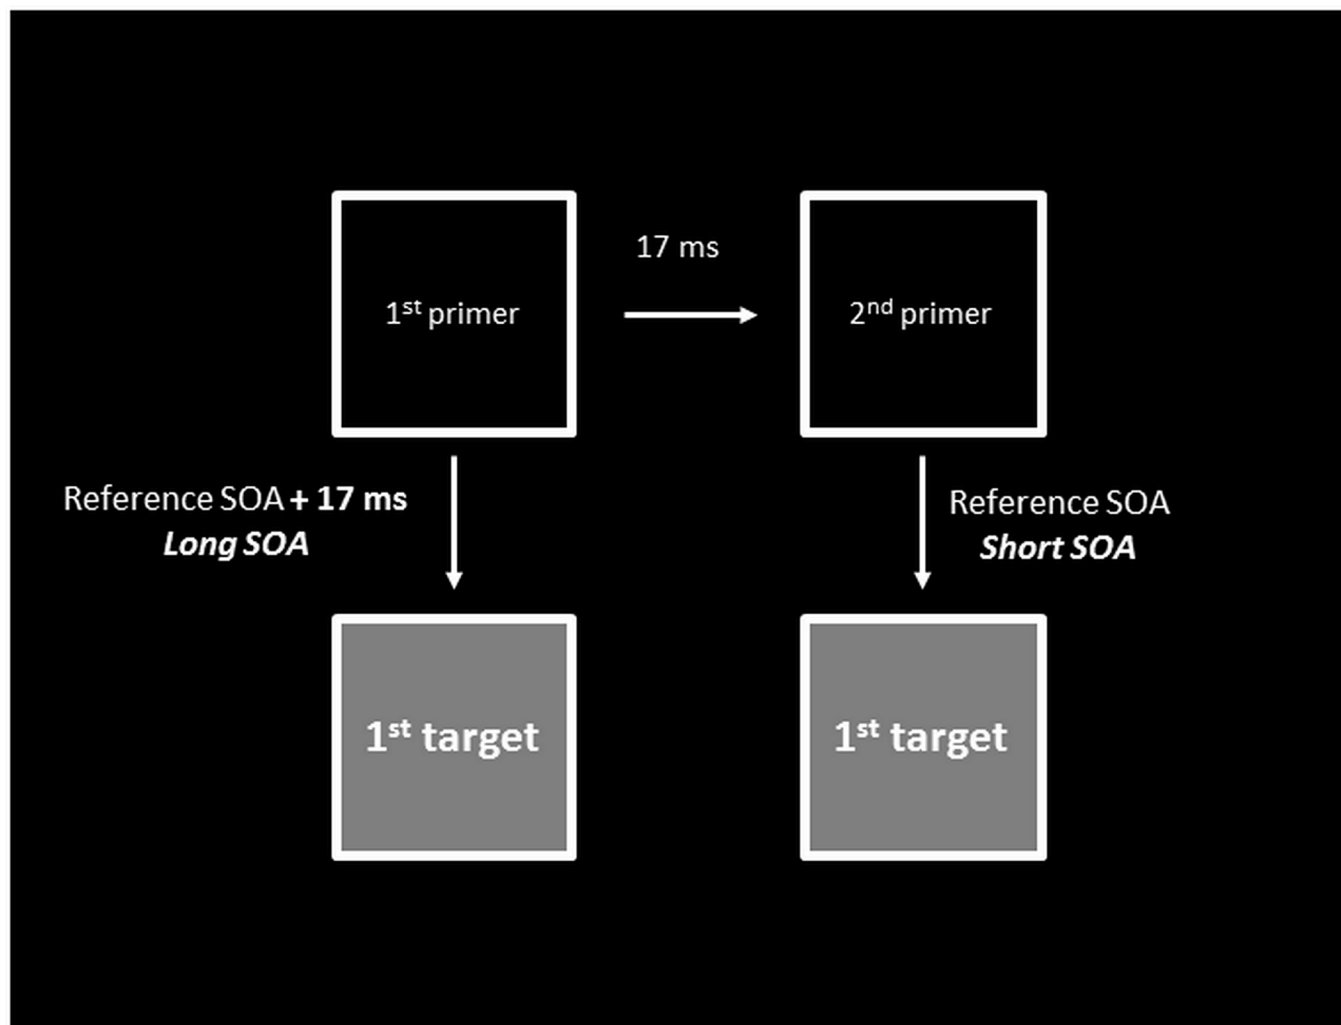 17 ms
1st primer
2nd primer
Reference SOA + 17 ms
Long SOA
Reference SOA
Short SOA
1st target
1st target